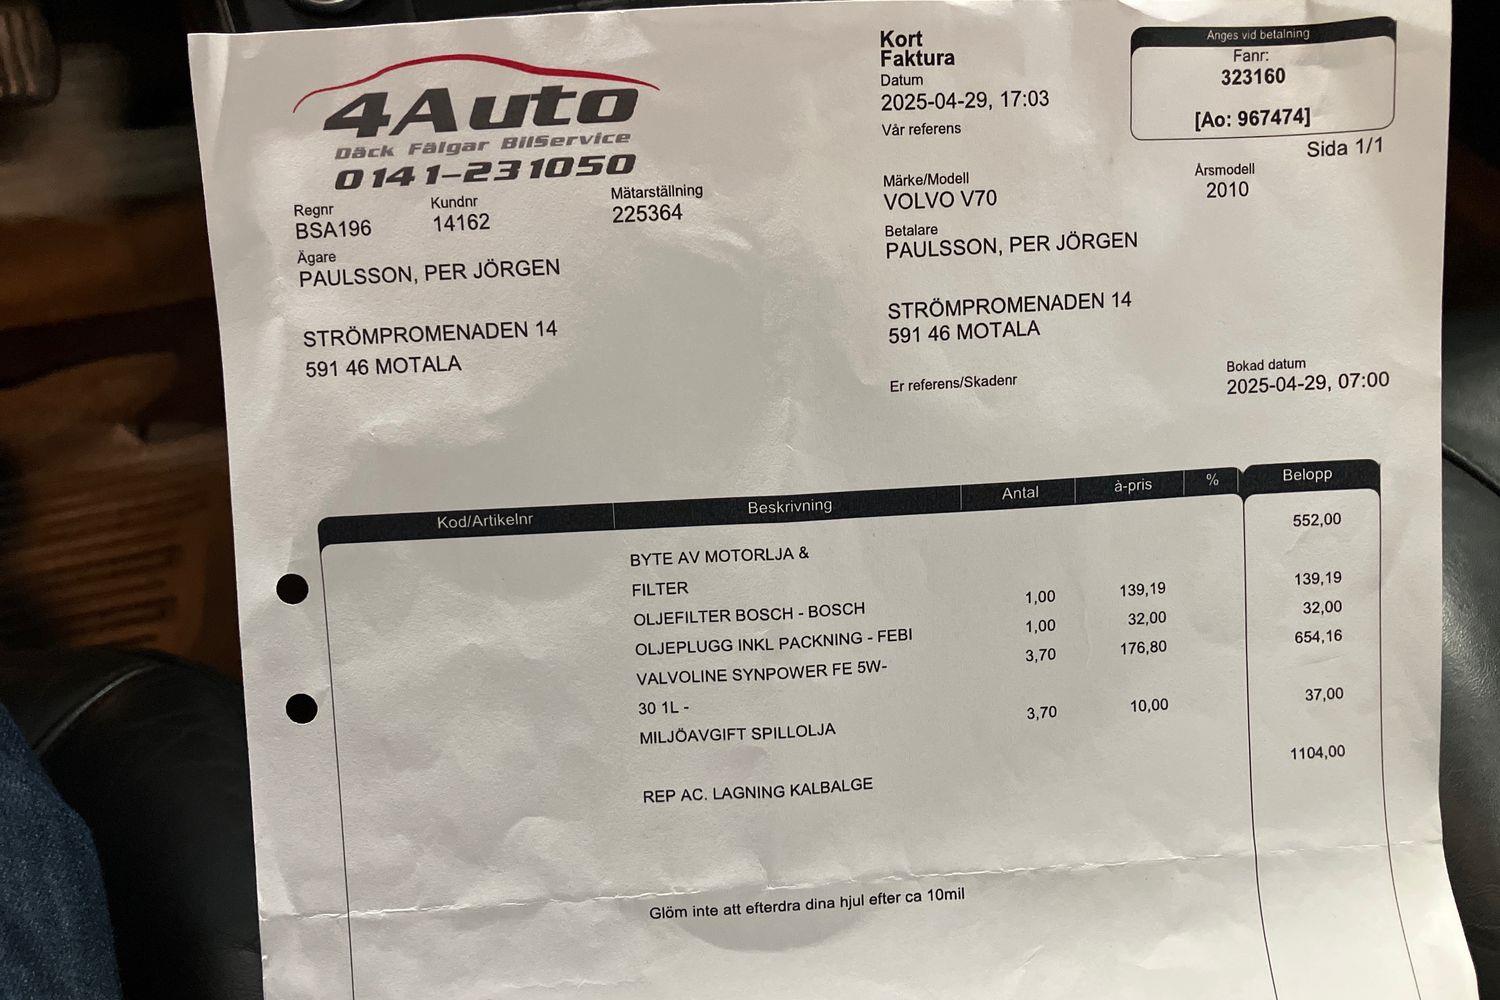 4Auto
Däck Fälgar BilService
0141-231050
Kort
Faktura
Datum
2025-04-29, 17:03
Vår referens
Anges vid betalning
Fanr:
323160
[Ao: 967474]
Sida 1/1
Regnr
BSA196
Kundnr
14162
Mätarställning
225364
Märke/Modell
VOLVO V70
Årsmodell
2010
Ägare
PAULSSON, PER JÖRGEN
STRÖMPROMENADEN 14
591 46 MOTALA
Betalare
PAULSSON, PER JÖRGEN
STRÖMPROMENADEN 14
591 46 MOTALA
Er referens/Skadenr
Bokad datum
2025-04-29, 07:00
Kod/Artikelnr Beskrivning Antal à-pris % Belopp
BYTE AV MOTORLJA & 552,00
FILTER
OLJEFILTER BOSCH - BOSCH 1,00 139,19 139,19
OLJEPLUGG INKL PACKNING - FEBI 1,00 32,00 32,00
VALVOLINE SYNPOWER FE 5W- 3,70 176,80 654,16
30 1L -
MILJÖAVGIFT SPILLOLJA 3,70 10,00 37,00
REP AC. LAGNING KALBALGE 1104,00
Glöm inte att efterdra dina hjul efter ca 10mil